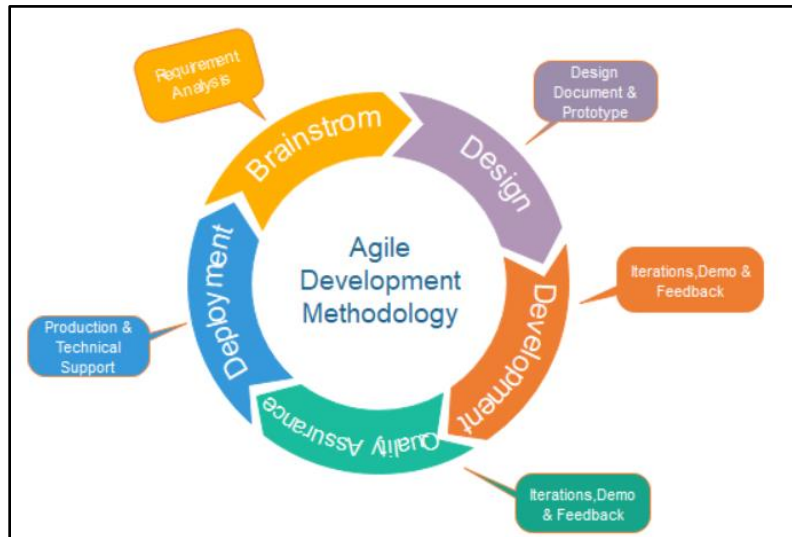 Requirement
Analysis
Brainstrom
Design
Document &
Prototype
Design
Agile
Development
Methodology
Iterations,Demo &
Feedback
Development
Production &
Technical
Support
Deployment
Quality Assurance
Iterations,Demo
& Feedback